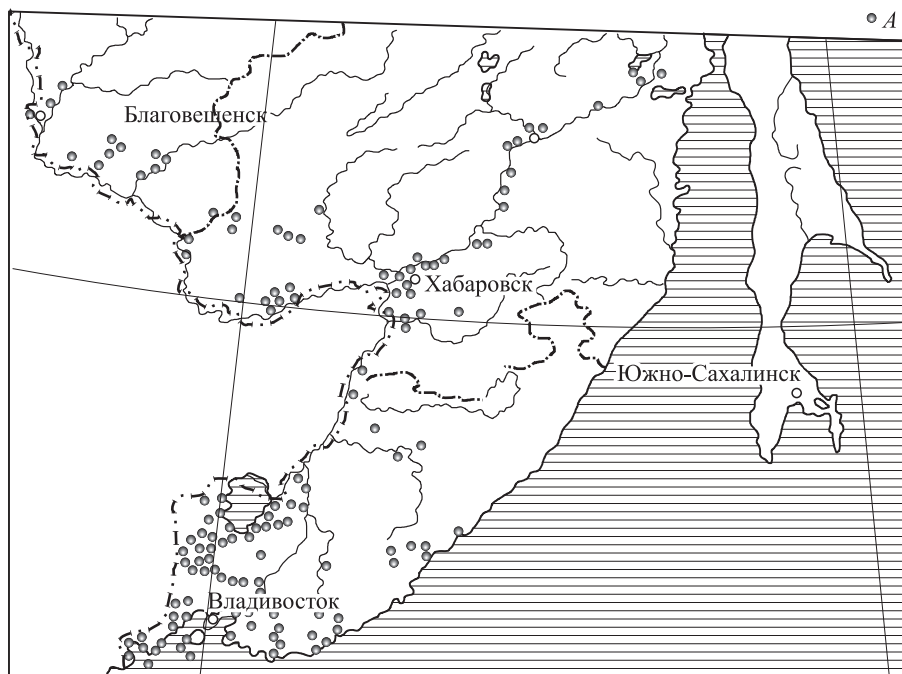 A
Благовещенск
Хабаровск
Южно-Сахалинск
Владивосток